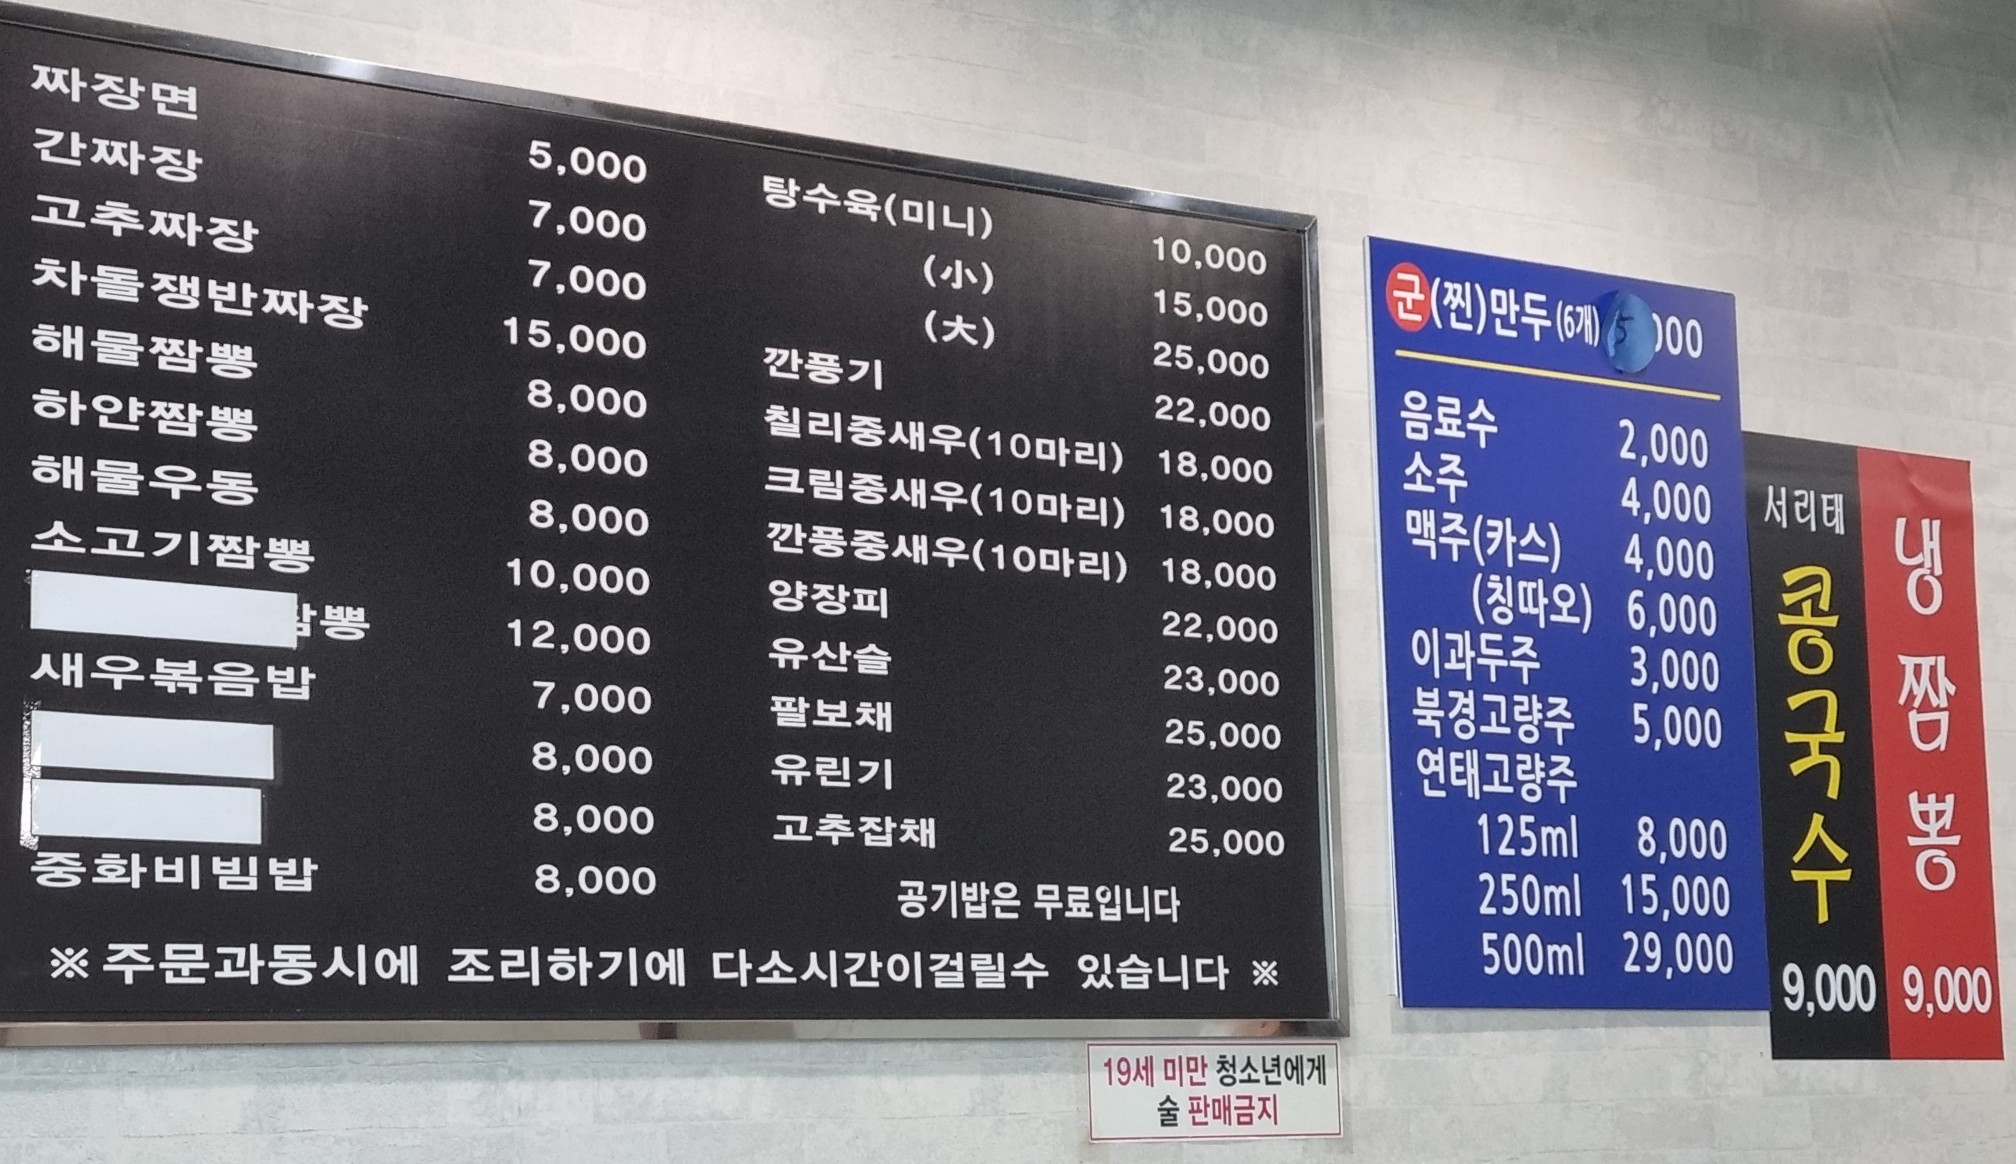 짜장면 5,000
간짜장 7,000
고추짜장 7,000
차돌쟁반짜장 15,000
해물짬뽕 8,000
하얀짬뽕 8,000
해물우동 8,000
소고기짬뽕 10,000
짬뽕 12,000
새우볶음밥 7,000
8,000
8,000
중화비빔밥 8,000
탕수육(미니) 10,000
(小) 15,000
(大) 25,000
깐풍기 22,000
칠리중새우(10마리) 18,000
크림중새우(10마리) 18,000
깐풍중새우(10마리) 18,000
양장피 22,000
유산슬 23,000
팔보채 25,000
유린기 23,000
고추잡채 25,000
공기밥은 무료입니다
※ 주문과동시에 조리하기에 다소시간이걸릴수 있습니다 ※
군(찐)만두(6개) 5,000
음료수 2,000
소주 4,000
맥주(카스) 4,000
(칭따오) 6,000
이과두주 3,000
북경고량주 5,000
연태고량주
125ml 8,000
250ml 15,000
500ml 29,000
서리태
콩국수
9,000
냉짬뽕
9,000
19세 미만 청소년에게
술 판매금지